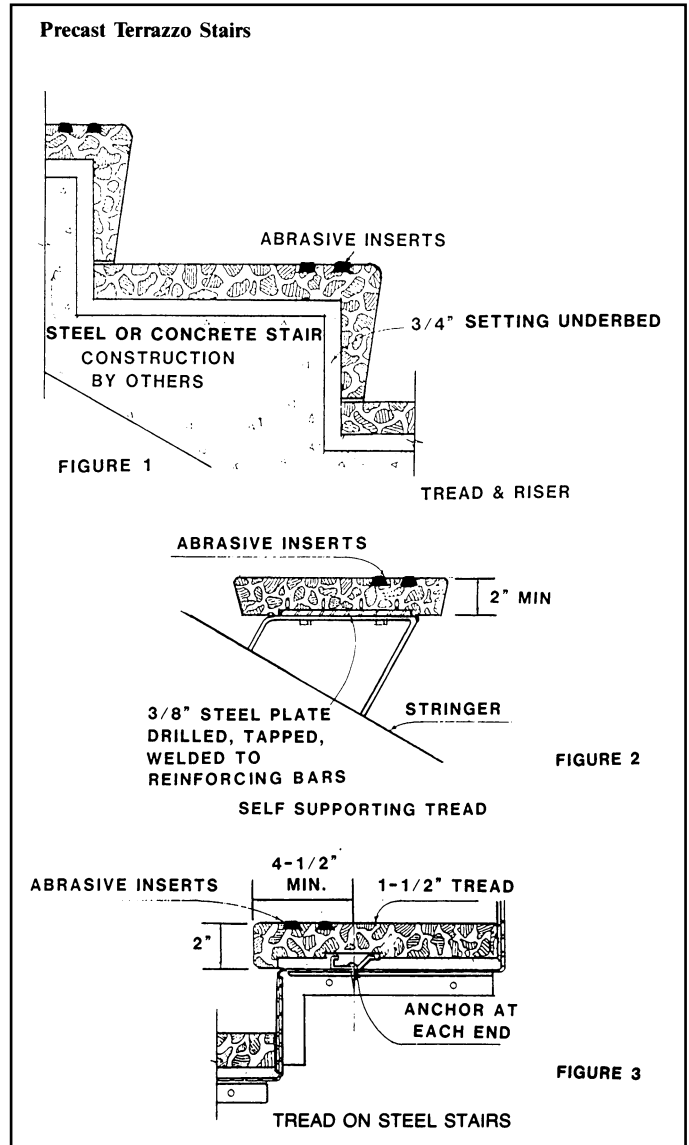 Precast Terrazzo Stairs
ABRASIVE INSERTS
3/4" SETTING UNDERBED
STEEL OR CONCRETE STAIR
CONSTRUCTION
BY OTHERS
FIGURE 1
TREAD & RISER
ABRASIVE INSERTS
2" MIN
3/8" STEEL PLATE
DRILLED, TAPPED,
WELDED TO
REINFORCING BARS
STRINGER
FIGURE 2
SELF SUPPORTING TREAD
4-1/2"
MIN.
ABRASIVE INSERTS
1-1/2" TREAD
2"
ANCHOR AT
EACH END
FIGURE 3
TREAD ON STEEL STAIRS